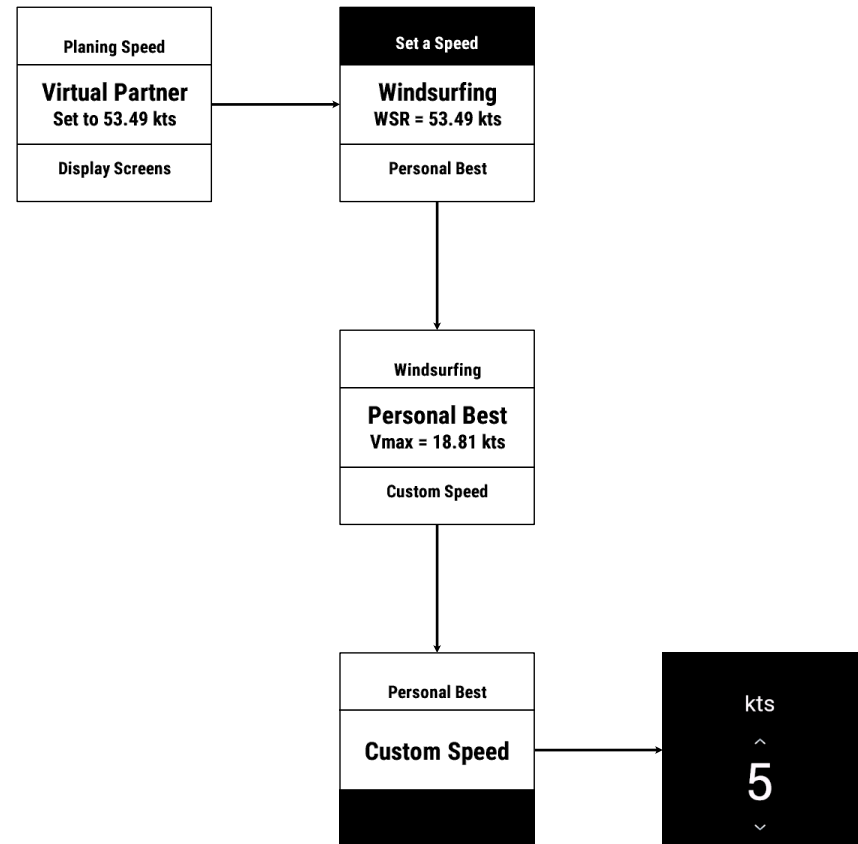 Planing Speed
Virtual Partner
Set to 53.49 kts
Display Screens
Set a Speed
Windsurfing
WSR = 53.49 kts
Personal Best
Windsurfing
Personal Best
Vmax = 18.81 kts
Custom Speed
Personal Best
Custom Speed
kts
5